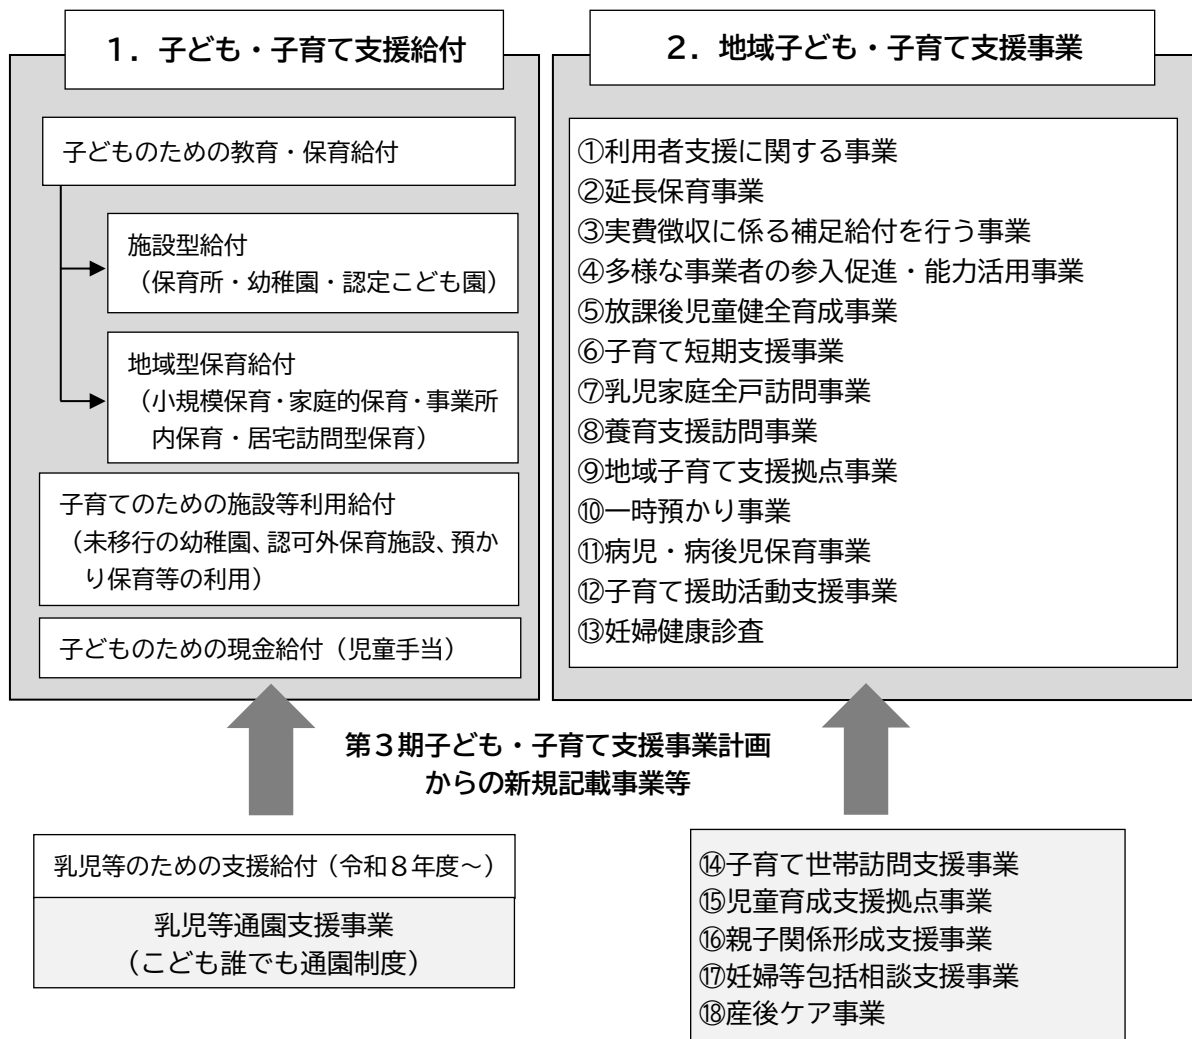 1．子ども・子育て支援給付
子どものための教育・保育給付
施設型給付
（保育所・幼稚園・認定こども園）
地域型保育給付
（小規模保育・家庭的保育・事業所
内保育・居宅訪問型保育）
子育てのための施設等利用給付
（未移行の幼稚園、認可外保育施設、預か
り保育等の利用）
子どものための現金給付（児童手当）
2．地域子ども・子育て支援事業
①利用者支援に関する事業
②延長保育事業
③実費徴収に係る補足給付を行う事業
④多様な事業者の参入促進・能力活用事業
⑤放課後児童健全育成事業
⑥子育て短期支援事業
⑦乳児家庭全戸訪問事業
⑧養育支援訪問事業
⑨地域子育て支援拠点事業
⑩一時預かり事業
⑪病児・病後児保育事業
⑫子育て援助活動支援事業
⑬妊婦健康診査
第３期子ども・子育て支援事業計画
からの新規記載事業等
乳児等のための支援給付（令和８年度～）
乳児等通園支援事業
（こども誰でも通園制度）
⑭子育て世帯訪問支援事業
⑮児童育成支援拠点事業
⑯親子関係形成支援事業
⑰妊婦等包括相談支援事業
⑱産後ケア事業